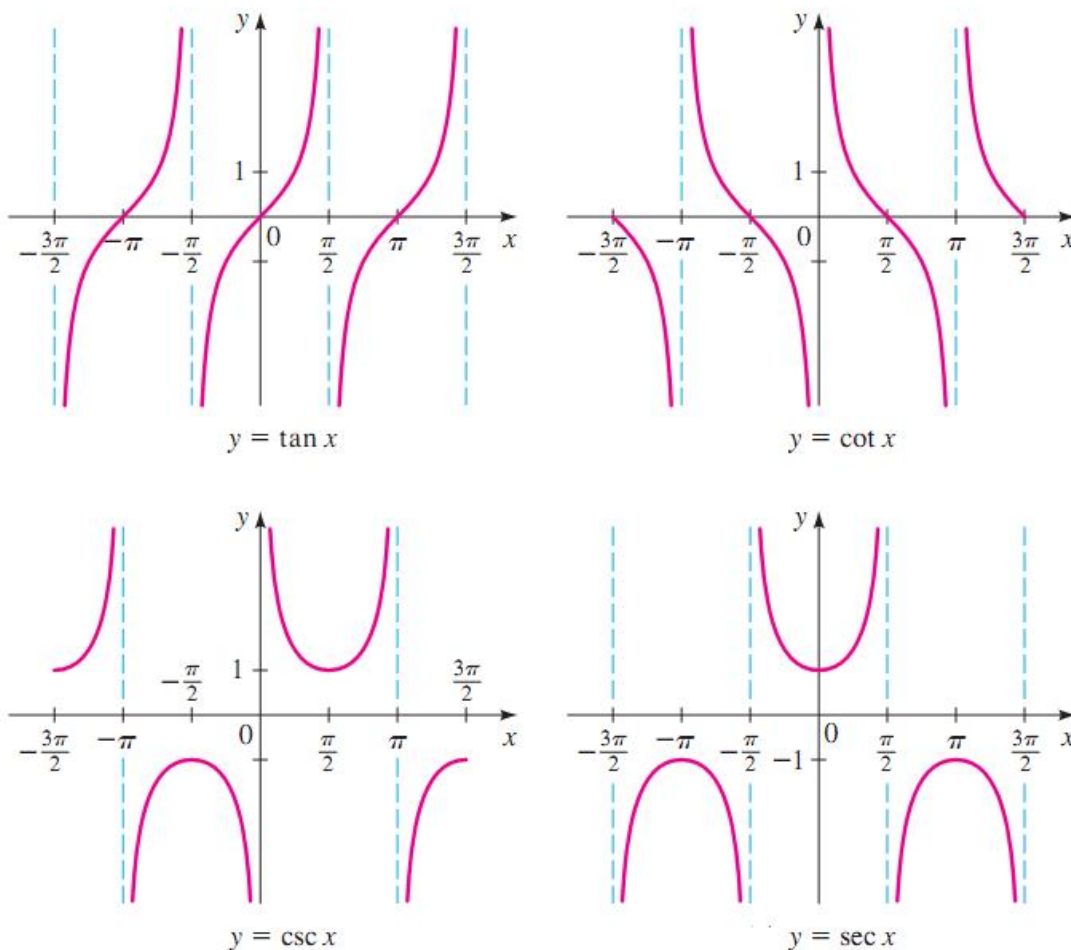 y y
1 1
−3π/2 −π −π/2 0 π/2 π 3π/2 x −3π/2 −π −π/2 0 π/2 π 3π/2 x
y = tan x y = cot x
y y
−π/2 1 3π/2
−3π/2 −π 0 π/2 π x −3π/2 −π −π/2 0 π/2 π 3π/2 x
−1
y = csc x y = sec x